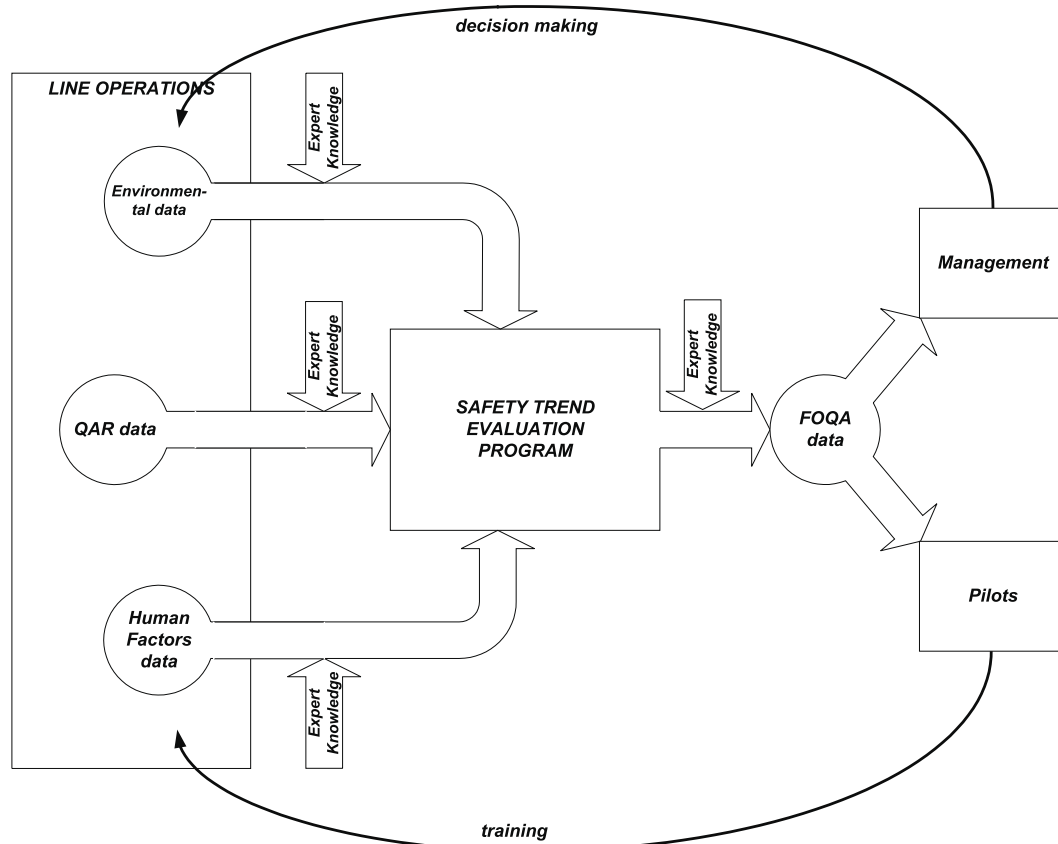 decision making
LINE OPERATIONS
Expert
Knowledge
Environmen-
tal data
Management
Expert
Knowledge
Expert
Knowledge
QAR data
SAFETY TREND
EVALUATION
PROGRAM
FOQA
data
Human
Factors
data
Pilots
Expert
Knowledge
training